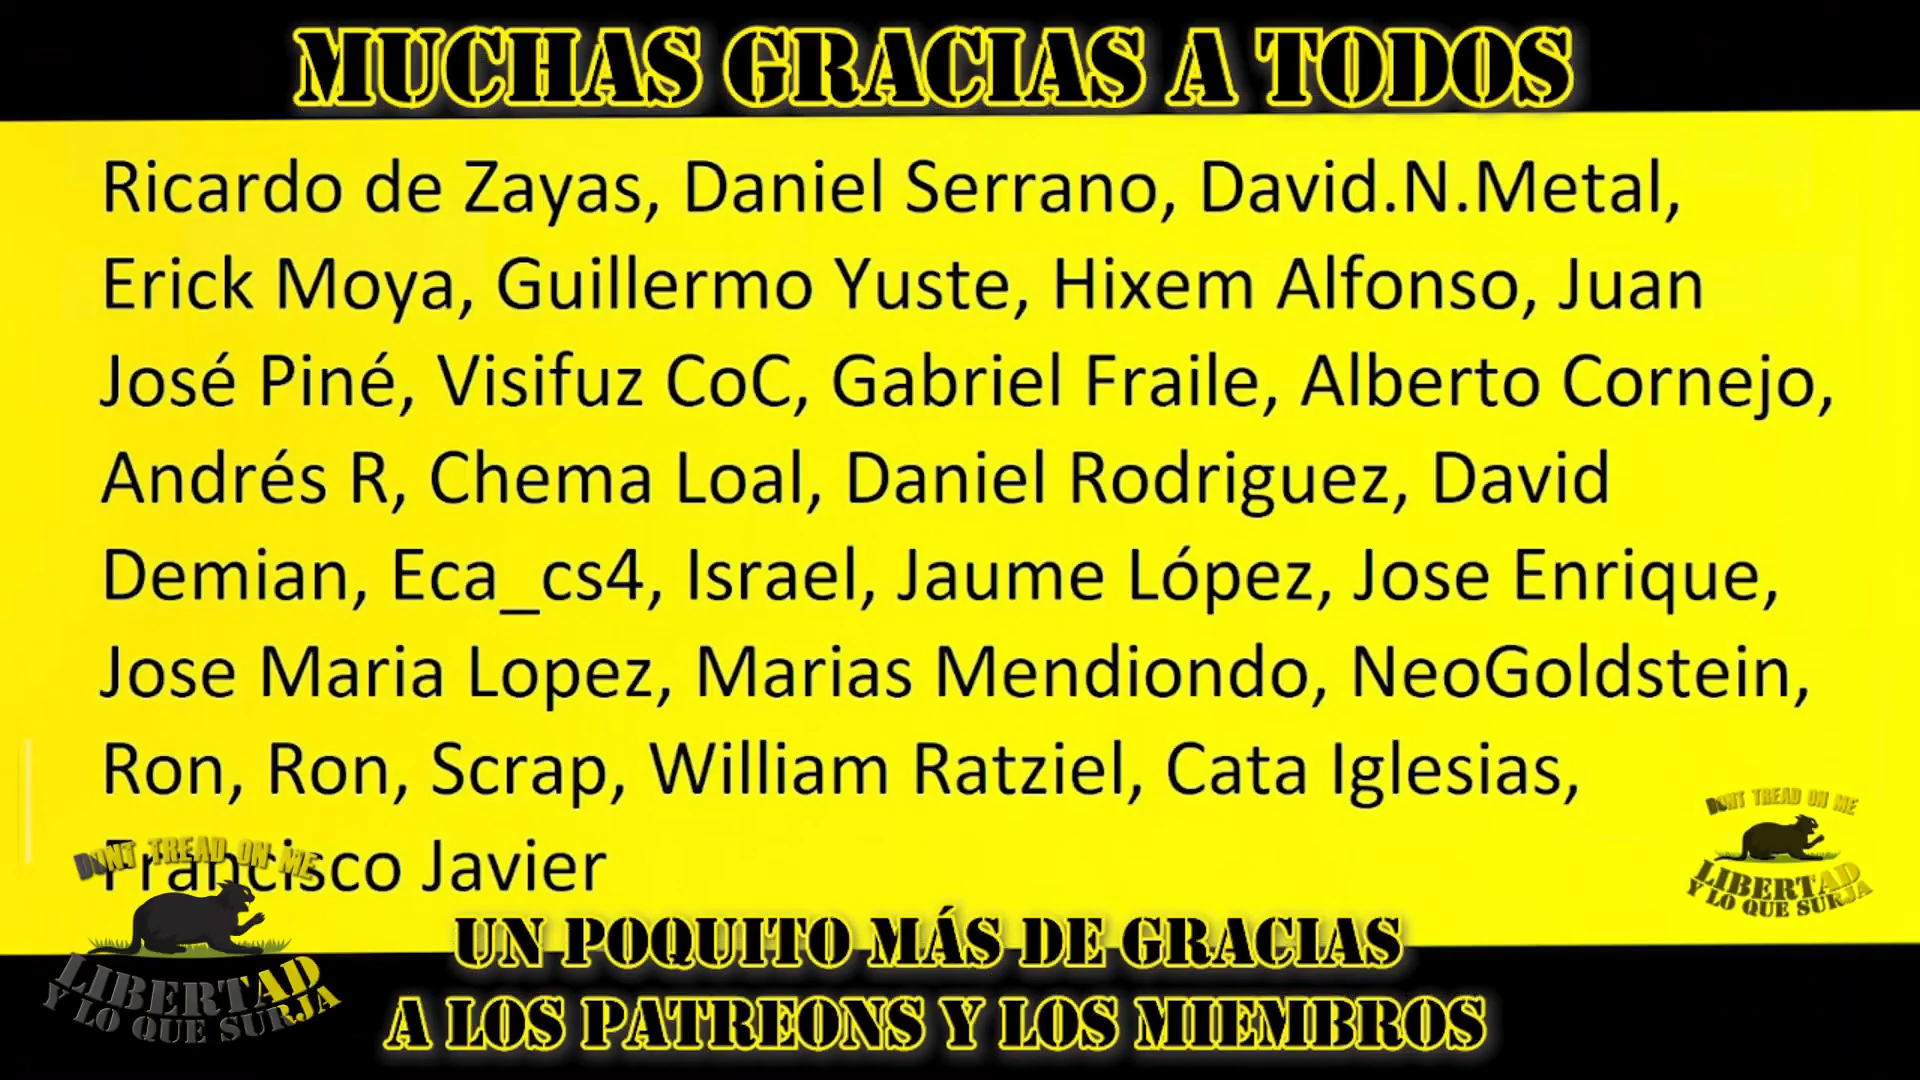 MUCHAS GRACIAS A TODOS
Ricardo de Zayas, Daniel Serrano, David.N.Metal,
Erick Moya, Guillermo Yuste, Hixem Alfonso, Juan
José Piné, Visifuz CoC, Gabriel Fraile, Alberto Cornejo,
Andrés R, Chema Loal, Daniel Rodriguez, David
Demian, Eca_cs4, Israel, Jaume López, Jose Enrique,
Jose Maria Lopez, Marias Mendiondo, NeoGoldstein,
Ron, Ron, Scrap, William Ratziel, Cata Iglesias,
Francisco Javier
DONT TREAD ON ME
LIBERTAD
Y LO QUE SURJA
DONT TREAD ON ME
LIBERTAD
Y LO QUE SURJA
UN POQUITO MÁS DE GRACIAS
A LOS PATREONS Y LOS MIEMBROS